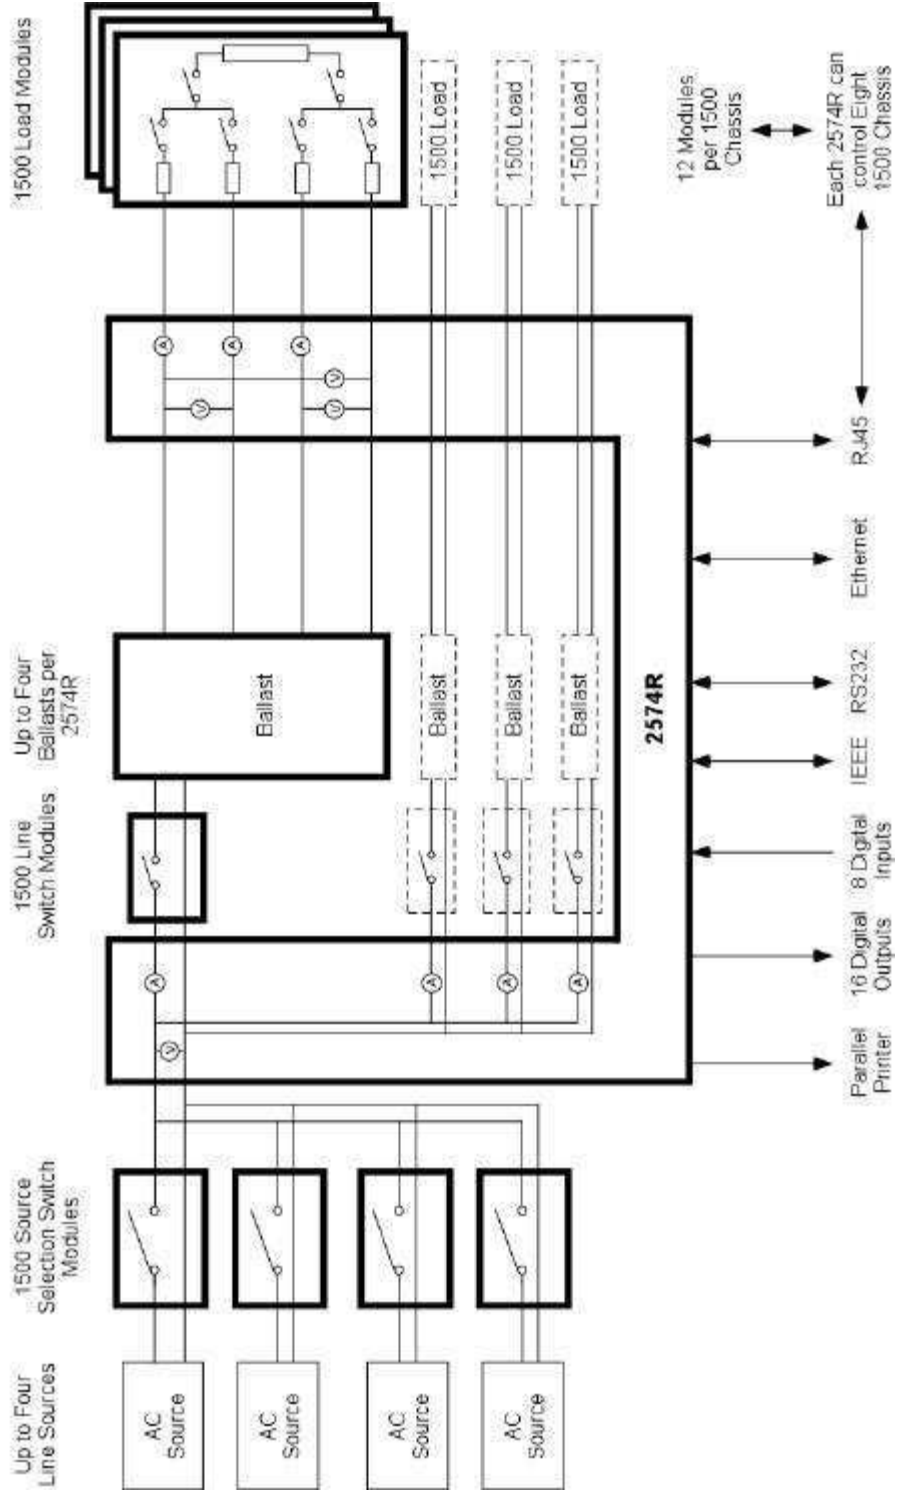 Up to Four
Line Sources
1500 Source
Selection Switch
Modules
1500 Line
Switch Modules
Up to Four
Ballasts per
2574R
1500 Load Modules
AC
Source
V
A
Ballast
A
A
A
V
V
V
AC
Source
A
Ballast
1500 Load
AC
Source
A
Ballast
1500 Load
AC
Source
A
Ballast
1500 Load
2574R
12 Modules
per 1500
Chassis
Parallel
Printer
16 Digital
Outputs
8 Digital
Inputs
IEEE
RS232
Ethernet
RJ45
Each 2574R can
control Eight
1500 Chassis